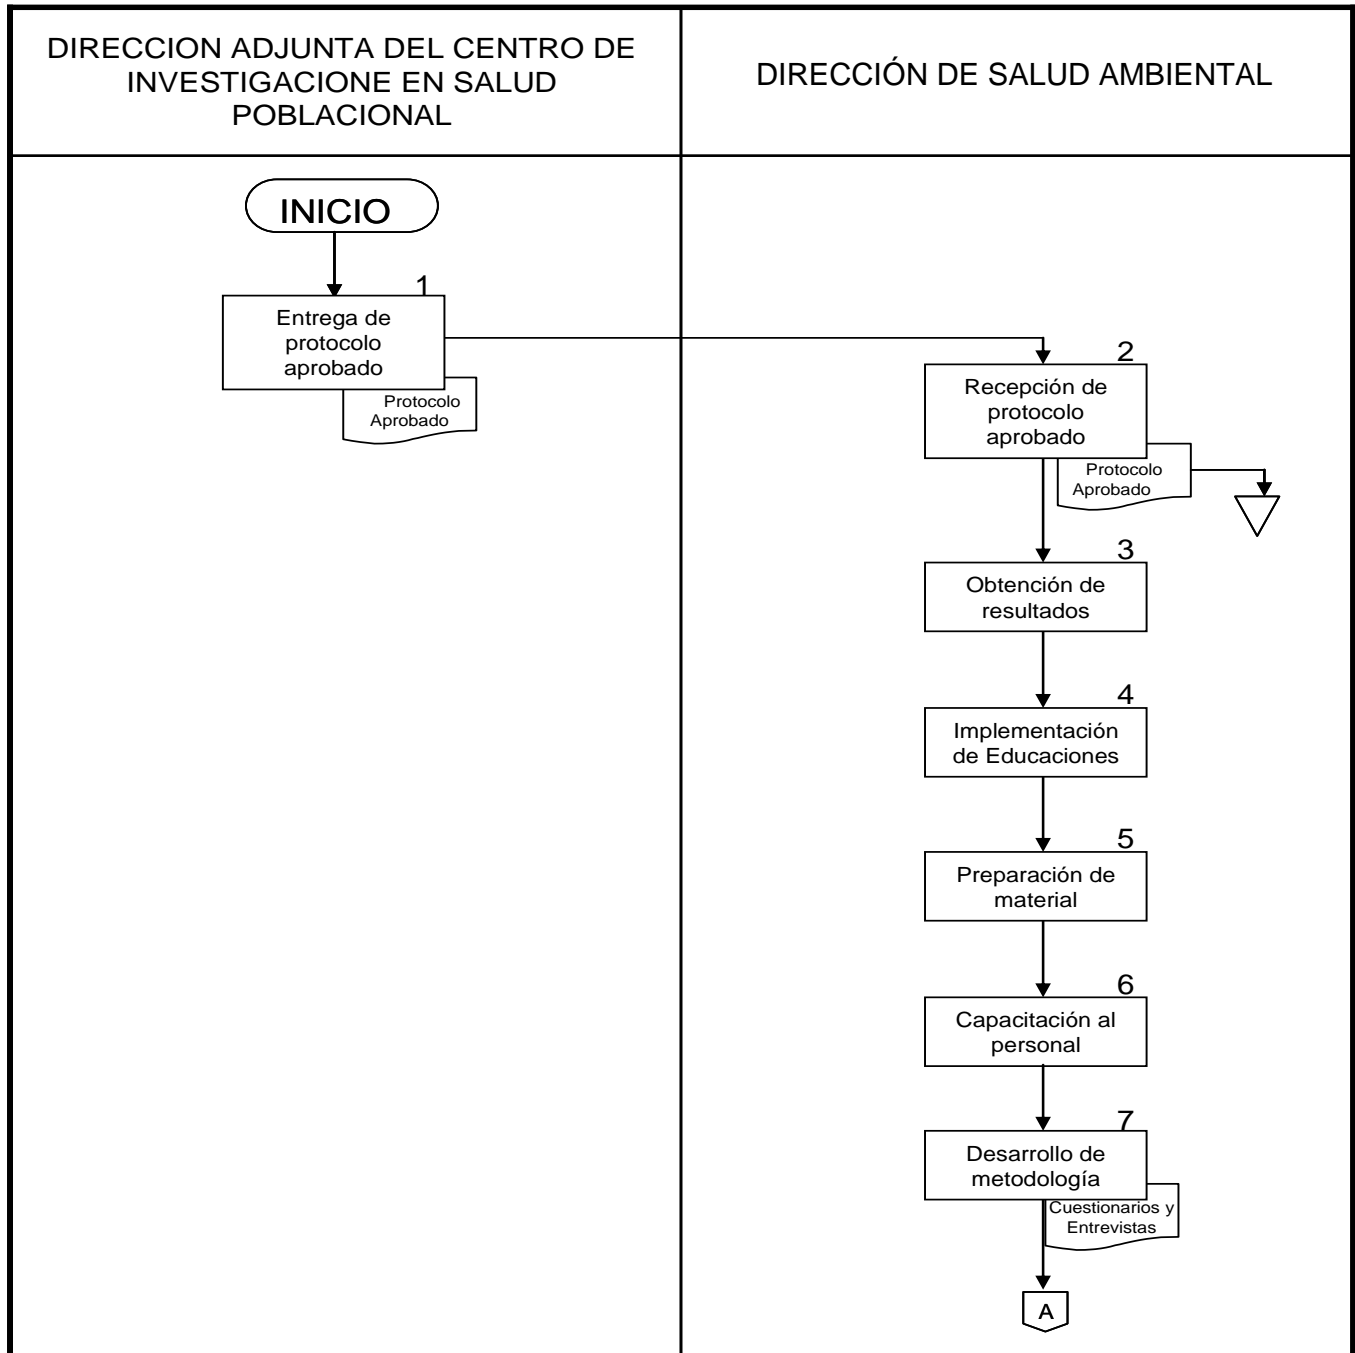 DIRECCION ADJUNTA DEL CENTRO DE
INVESTIGACIONE EN SALUD
POBLACIONAL
DIRECCIÓN DE SALUD AMBIENTAL
INICIO
1
Entrega de
protocolo
aprobado
Protocolo
Aprobado
2
Recepción de
protocolo
aprobado
Protocolo
Aprobado
3
Obtención de
resultados
4
Implementación
de Educaciones
5
Preparación de
material
6
Capacitación al
personal
7
Desarrollo de
metodología
Cuestionarios y
Entrevistas
A